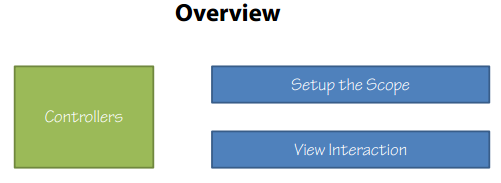 Overview
Controllers
Setup the Scope
View Interaction